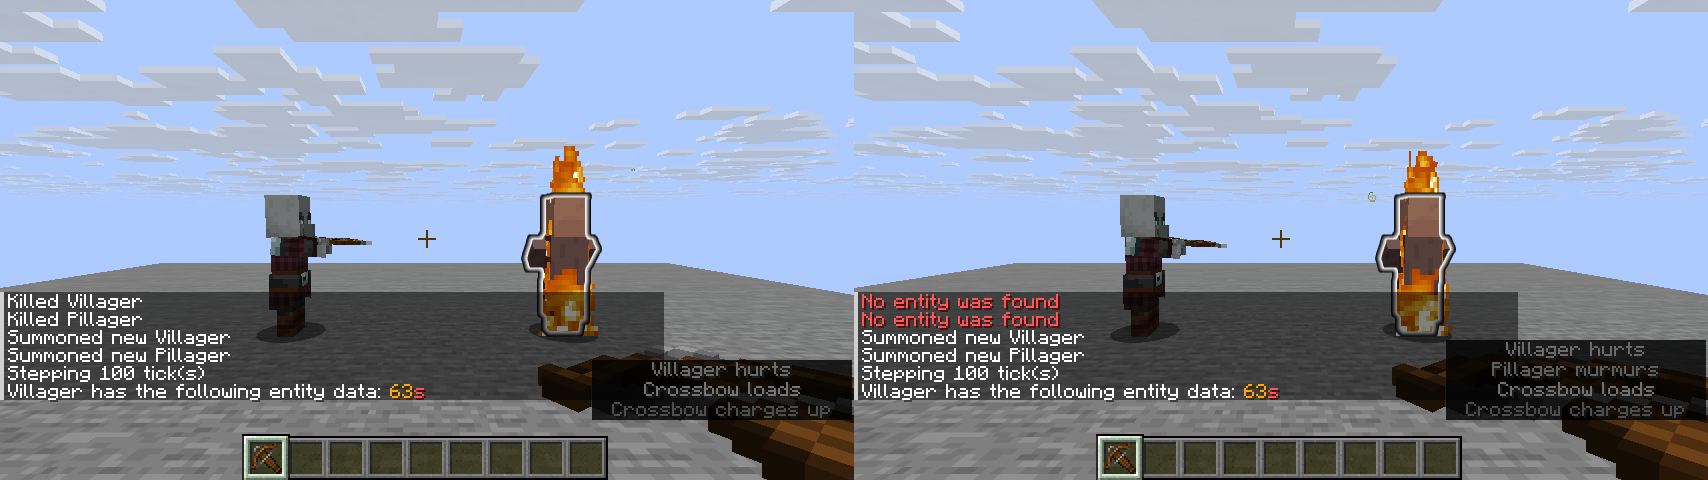 Killed Villager
Killed Pillager
Summoned new Villager
Summoned new Pillager
Stepping 100 tick(s)
Villager has the following entity data: 63s
Villager hurts
Crossbow loads
Crossbow charges up
No entity was found
No entity was found
Summoned new Villager
Summoned new Pillager
Stepping 100 tick(s)
Villager has the following entity data: 63s
Villager hurts
Pillager murmurs
Crossbow loads
Crossbow charges up